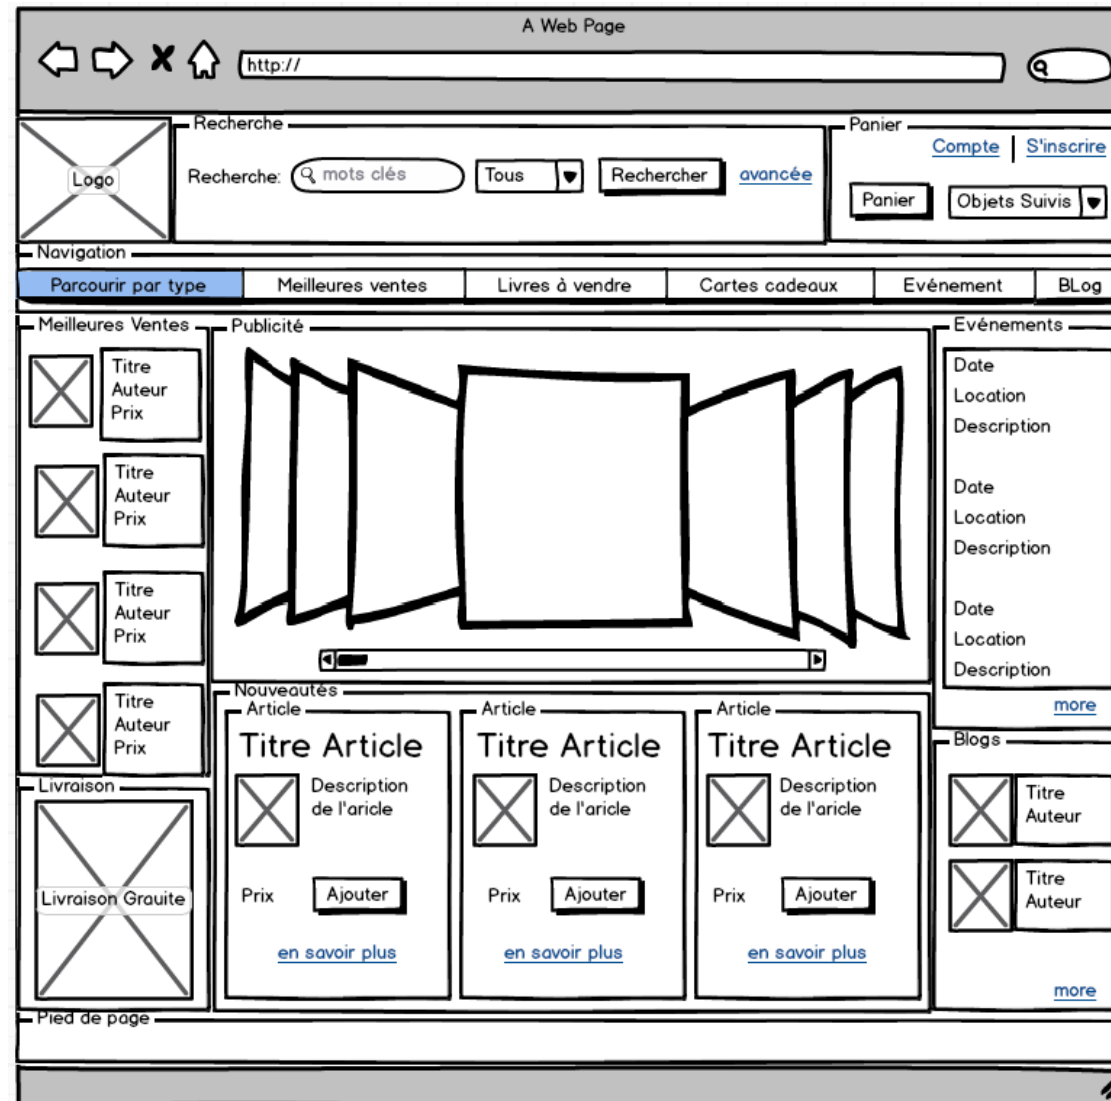 A Web Page
http://
Logo
Recherche
Recherche: mots clés Tous Rechercher avancée
Panier
Compte S'inscrire
Panier Objets Suivis
Navigation
Parcourir par type Meilleures ventes Livres à vendre Cartes cadeaux Evénement BLog
Meilleures Ventes
Titre
Auteur
Prix
Titre
Auteur
Prix
Titre
Auteur
Prix
Titre
Auteur
Prix
Livraison
Livraison Grauite
Publicité
Nouveautés
Article
Titre Article
Description
de l'aricle
Prix Ajouter
en savoir plus
Article
Titre Article
Description
de l'aricle
Prix Ajouter
en savoir plus
Article
Titre Article
Description
de l'aricle
Prix Ajouter
en savoir plus
Evénements
Date
Location
Description
Date
Location
Description
Date
Location
Description
more
Blogs
Titre
Auteur
Titre
Auteur
more
Pied de page